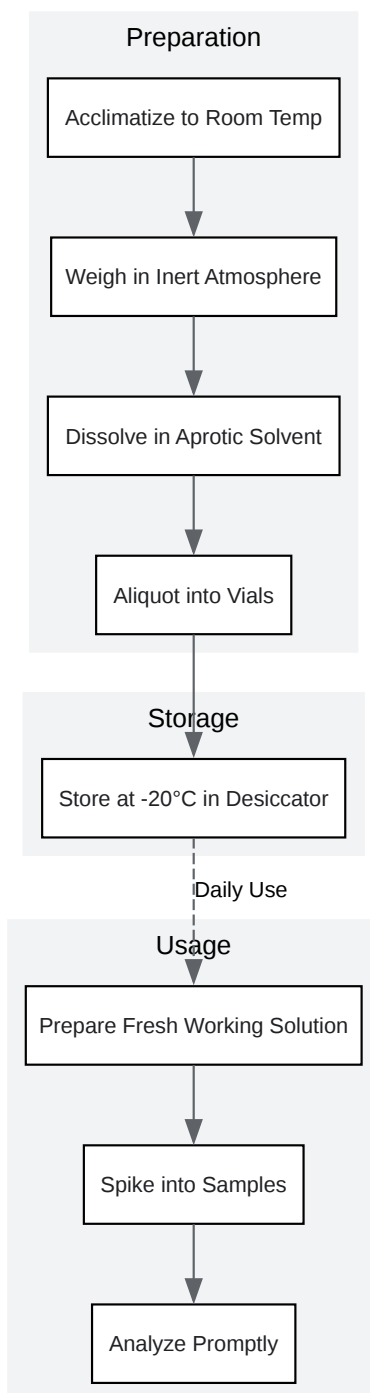 Preparation
Acclimatize to Room Temp
Weigh in Inert Atmosphere
Dissolve in Aprotic Solvent
Aliquot into Vials
Storage
Store at -20°C in Desiccator
Daily Use
Usage
Prepare Fresh Working Solution
Spike into Samples
Analyze Promptly